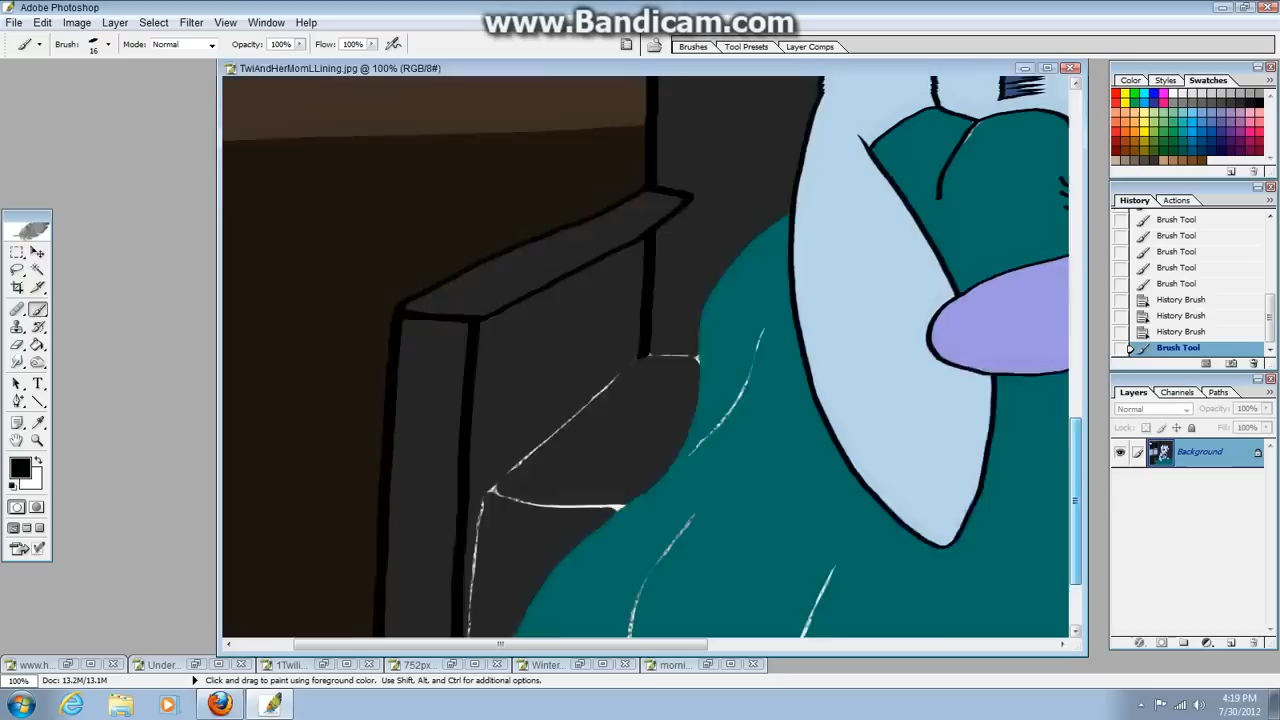 Adobe Photoshop
www.Bandicam.com
File Edit Image Layer Select Filter View Window Help
Brush: 16 Mode: Normal Opacity: 100% Flow: 100% Brushes Tool Presets Layer Comps
TwiAndHerMomLLining.jpg @ 100% (RGB/8#)
Color Styles Swatches
History Actions
Brush Tool
Brush Tool
Brush Tool
Brush Tool
Brush Tool
History Brush
History Brush
History Brush
Brush Tool
Layers Channels Paths
Normal Opacity: 100%
Lock: Fill: 100%
Background
www.h Under... 1Twili 752px... Winter... morni
100% Doc: 13.2M/13.1M Click and drag to paint using foreground color. Use Shift, Alt, and Ctrl for additional options.
4:19 PM
7/30/2012